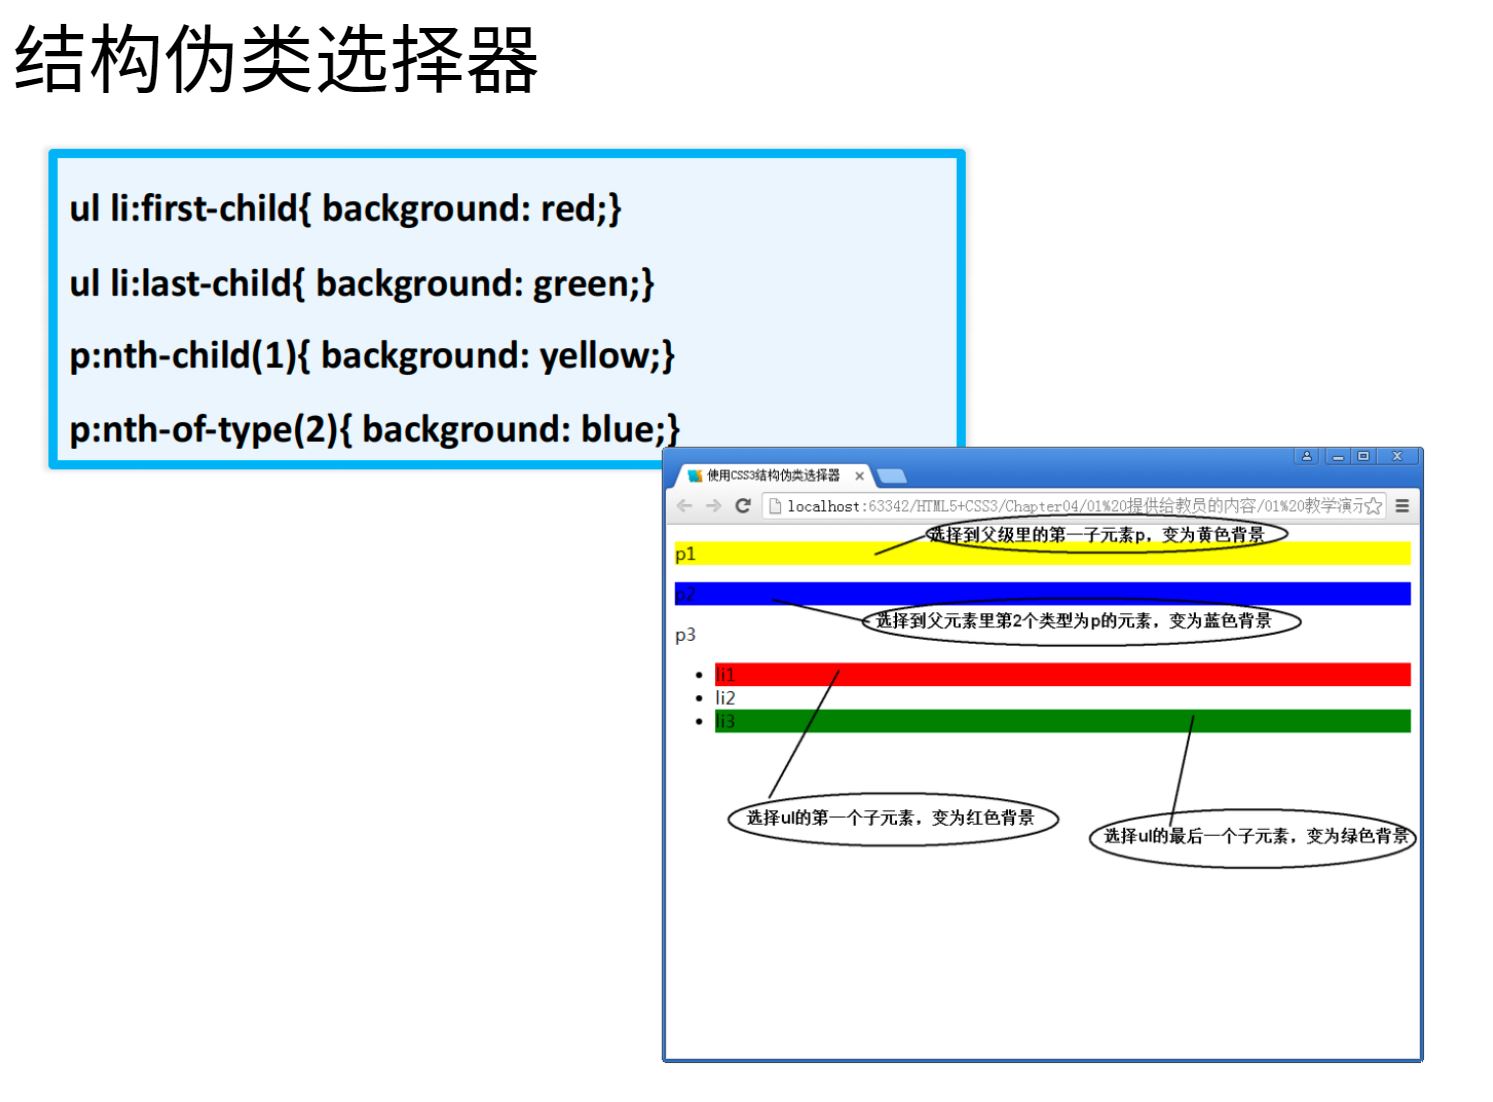 结构伪类选择器
ul li:first-child{ background: red;}
ul li:last-child{ background: green;}
p:nth-child(1){ background: yellow;}
p:nth-of-type(2){ background: blue;}
使用CSS3结构伪类选择器
localhost:63342/HTML5+CSS3/Chapter04/01%20提供给教员的内容/01%20教学演示
选择到父级里的第一子元素p，变为黄色背景
p1
p2
选择到父元素里第2个类型为p的元素，变为蓝色背景
p3
li1
li2
li3
选择ul的第一个子元素，变为红色背景
选择ul的最后一个子元素，变为绿色背景